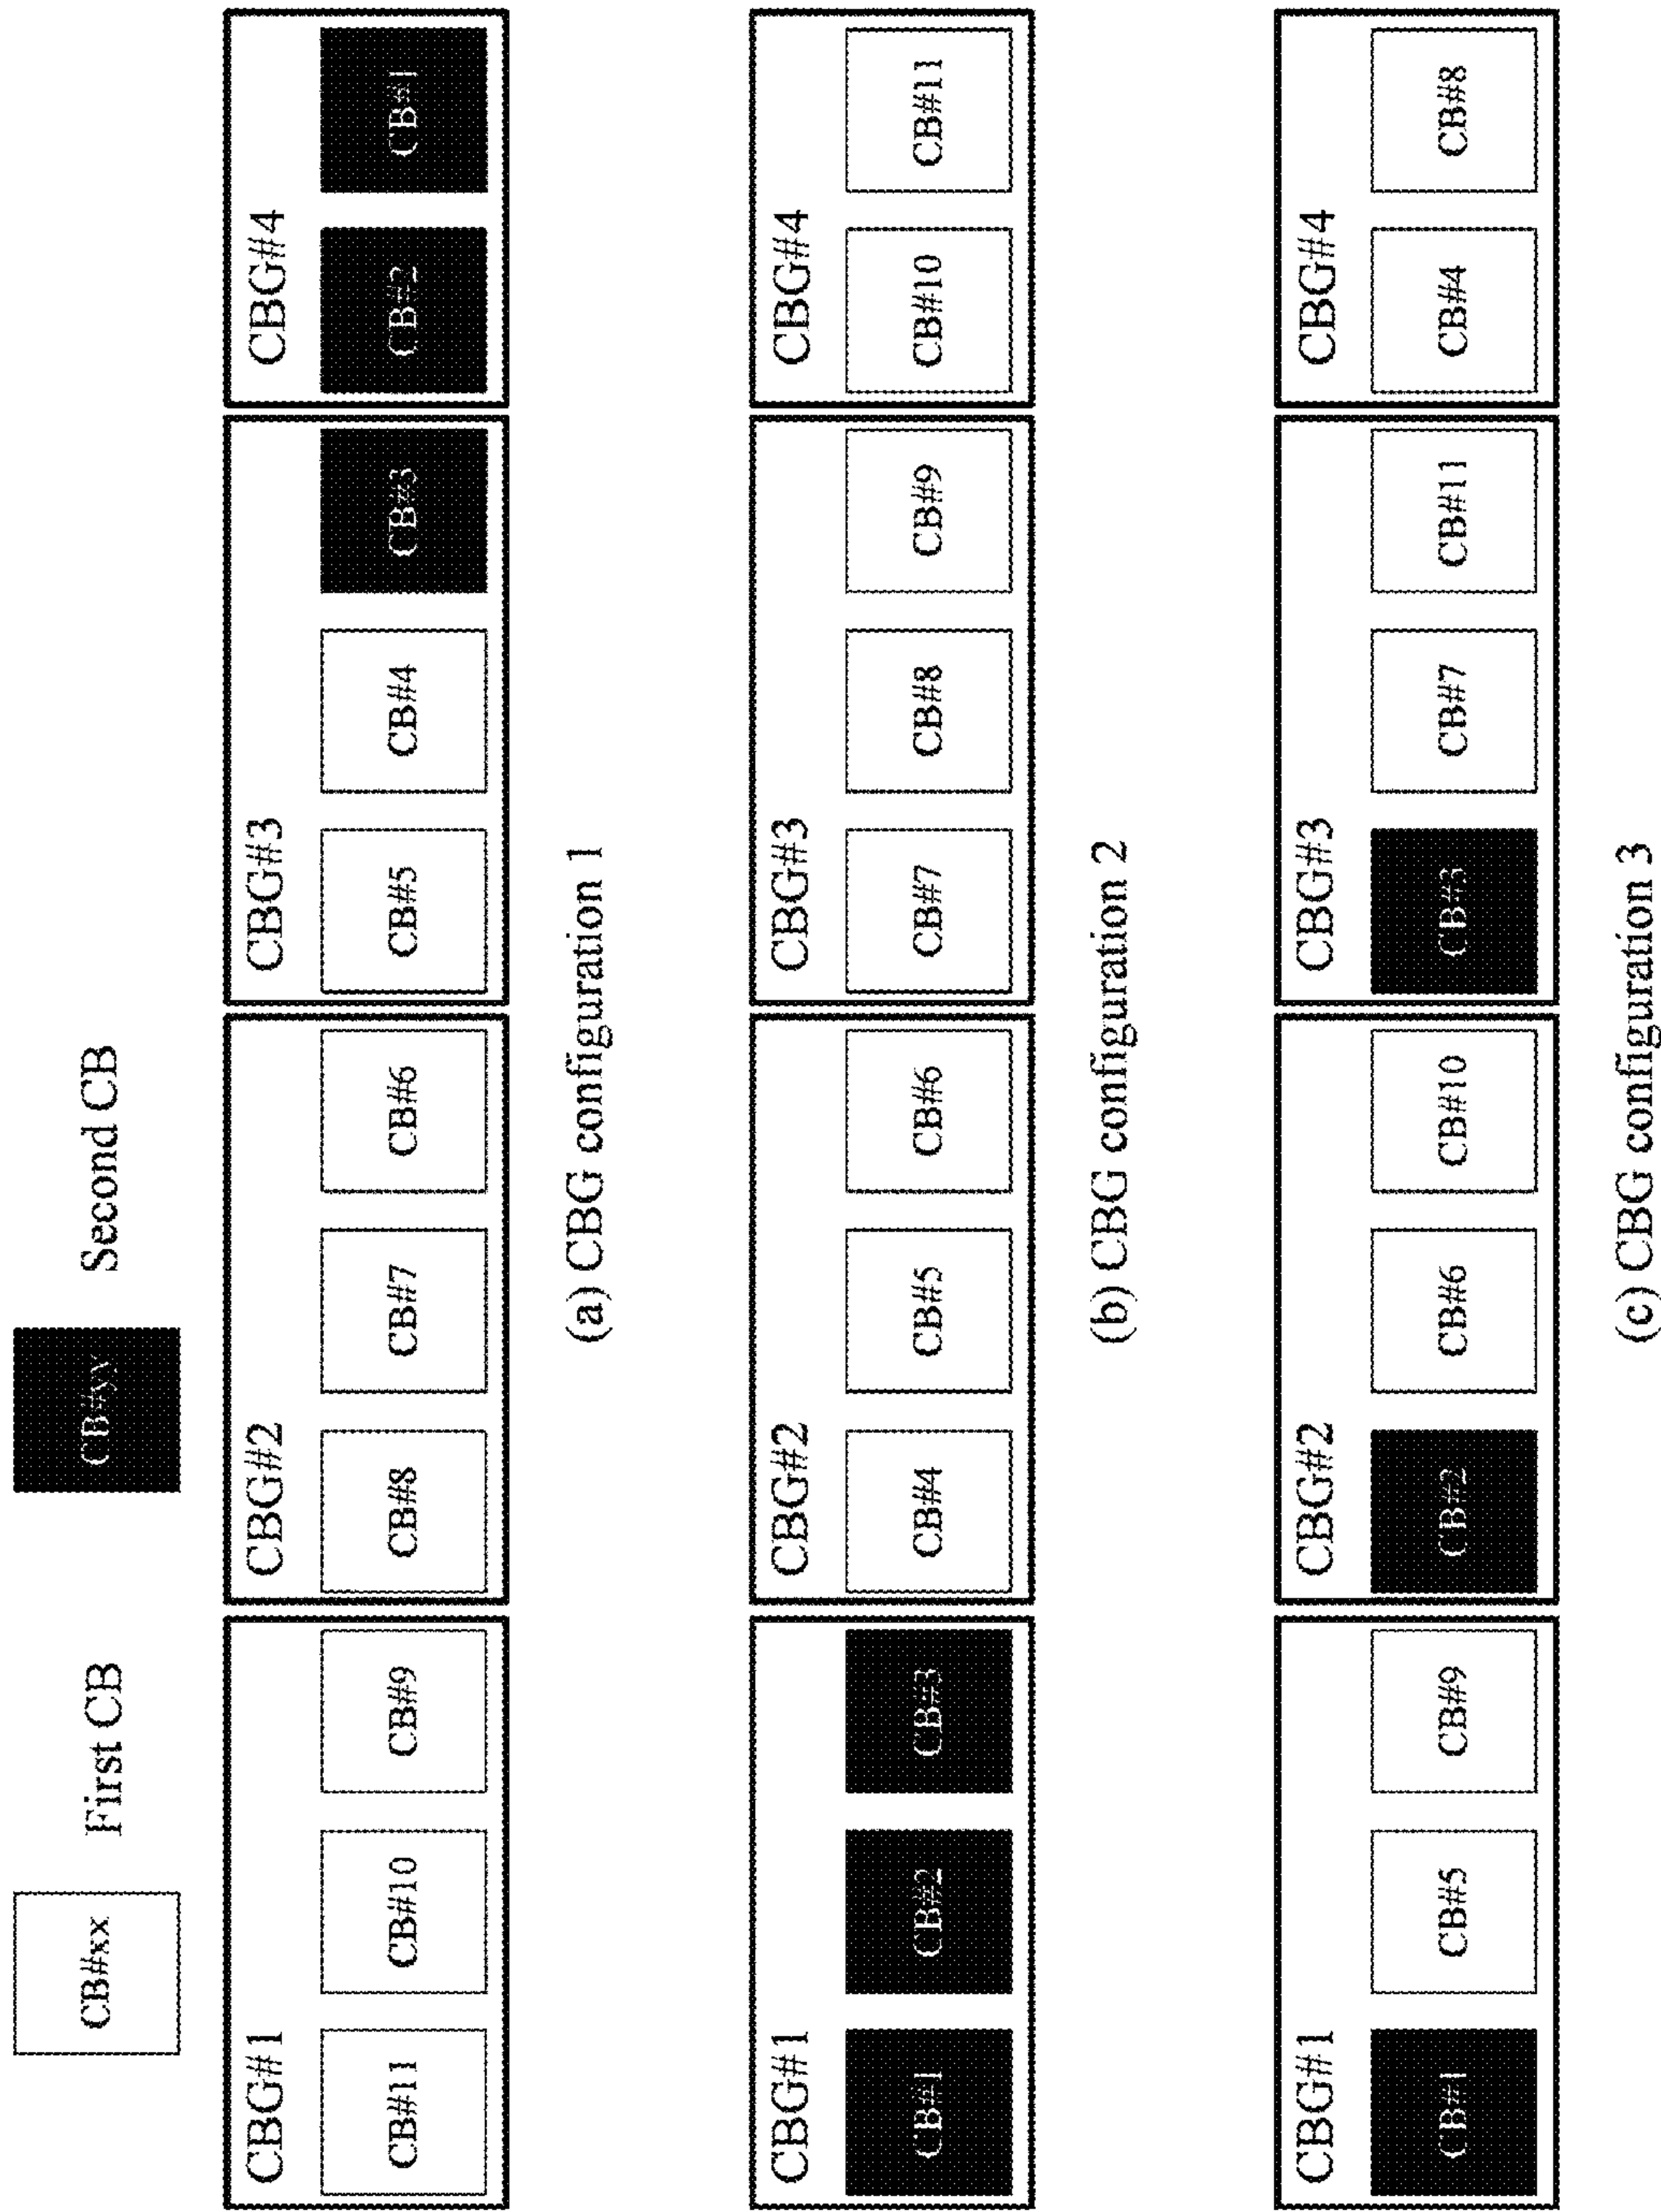 CB#xx First CB CB#yy Second CB
CBG#1 CBG#2 CBG#3 CBG#4
CB#11 CB#10 CB#9 CB#8 CB#7 CB#6 CB#5 CB#4 CB#3 CB#2 CB#1
(a) CBG configuration 1
CBG#1 CBG#2 CBG#3 CBG#4
CB#1 CB#2 CB#3 CB#4 CB#5 CB#6 CB#7 CB#8 CB#9 CB#10 CB#11
(b) CBG configuration 2
CBG#1 CBG#2 CBG#3 CBG#4
CB#1 CB#5 CB#9 CB#2 CB#6 CB#10 CB#3 CB#7 CB#11 CB#4 CB#8
(c) CBG configuration 3